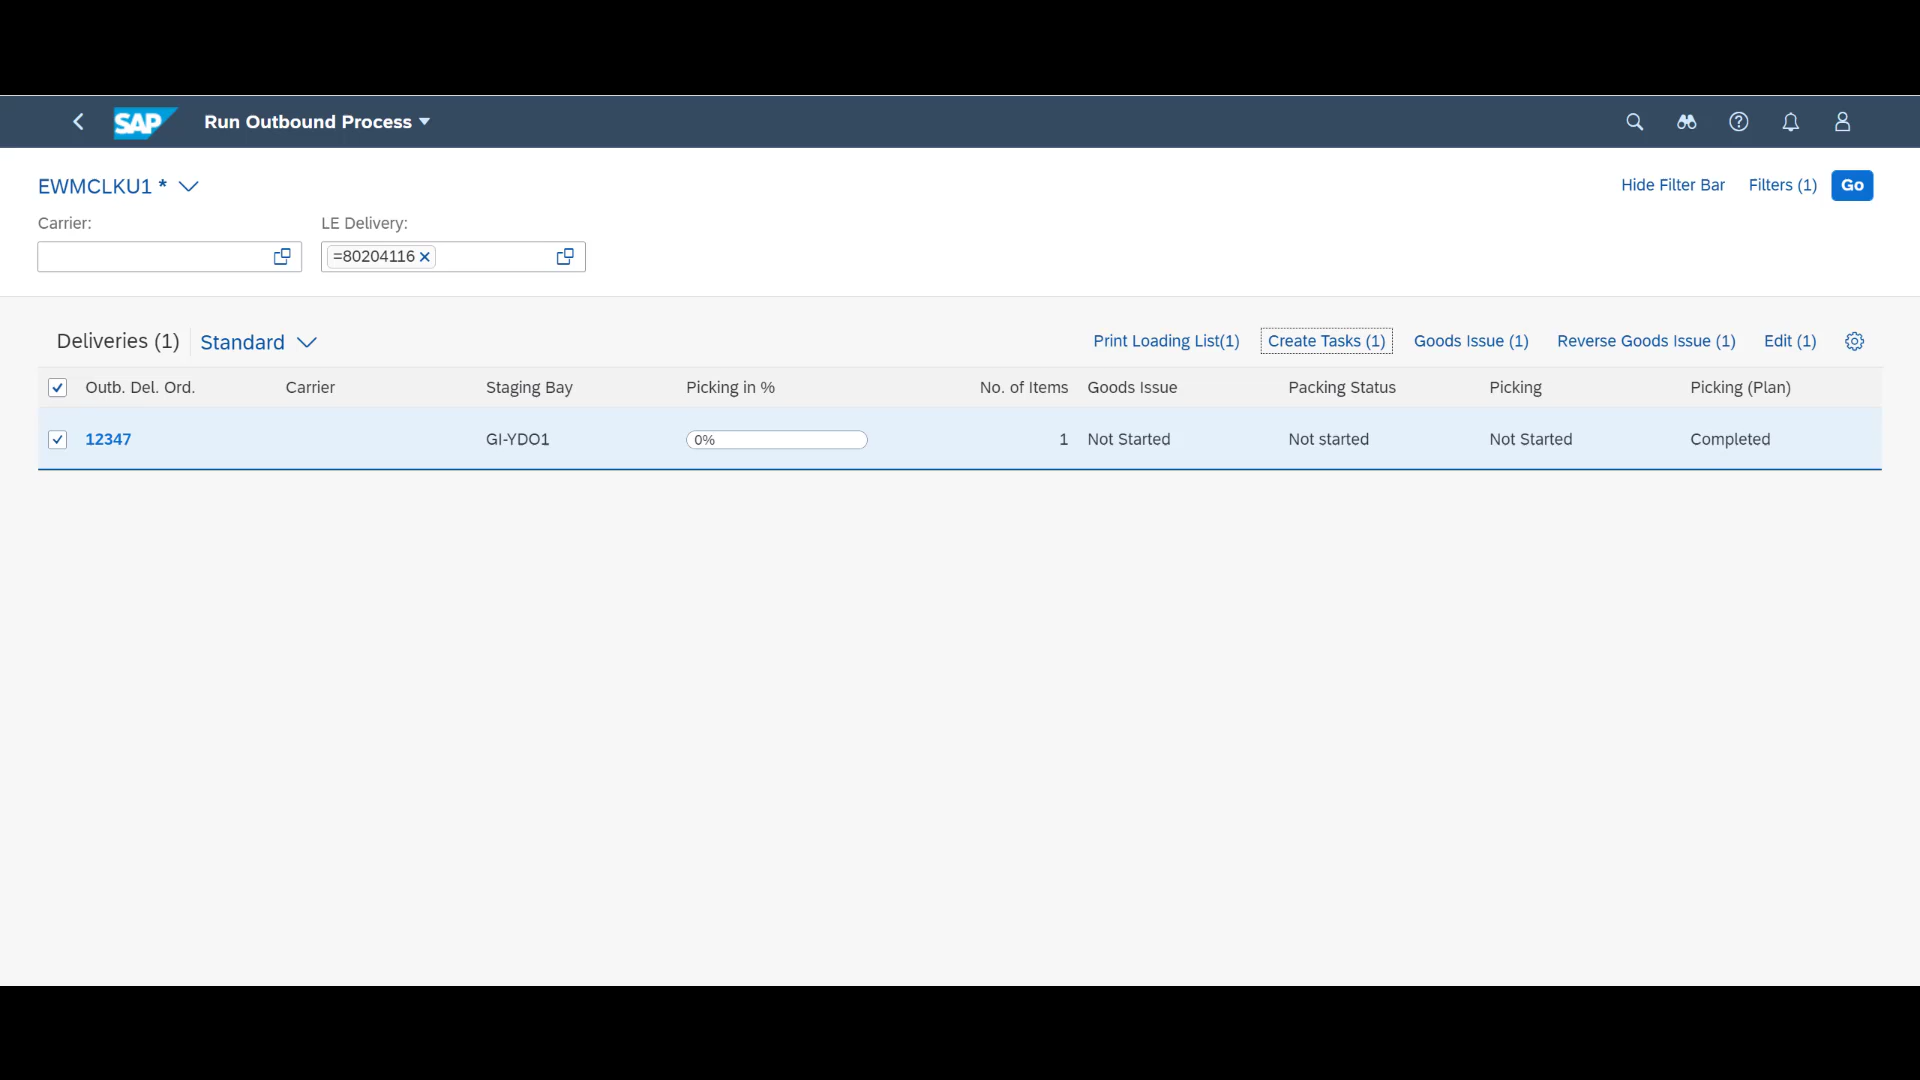 SAP Run Outbound Process
EWMCLKU1 *
Hide Filter Bar Filters (1) Go
Carrier: LE Delivery:
=80204116
Deliveries (1) Standard Print Loading List(1) Create Tasks (1) Goods Issue (1) Reverse Goods Issue (1) Edit (1)
Outb. Del. Ord. Carrier Staging Bay Picking in % No. of Items Goods Issue Packing Status Picking Picking (Plan)
12347 GI-YDO1 0% 1 Not Started Not started Not Started Completed